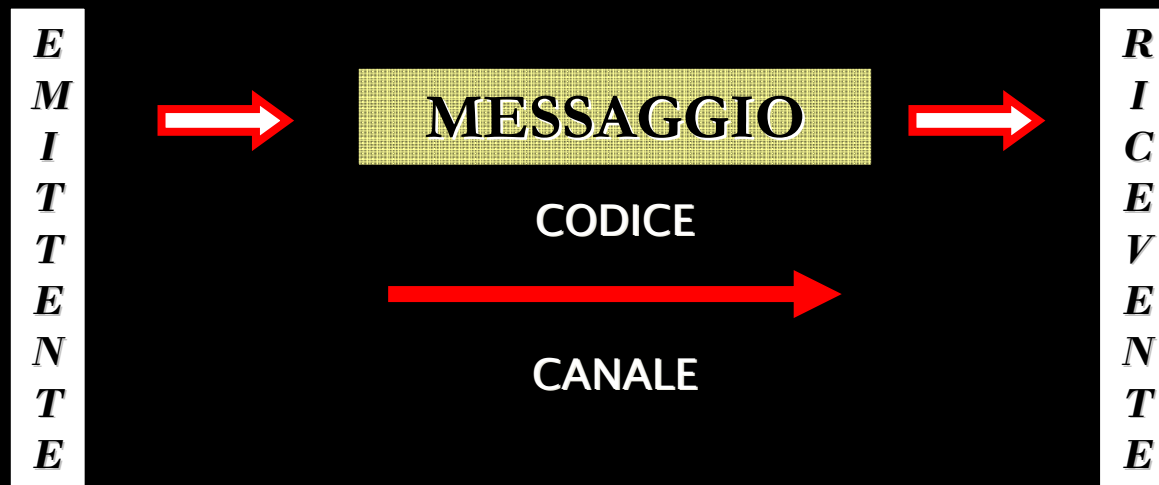 EMITTENTE
MESSAGGIO
CODICE
CANALE
RICEVENTE